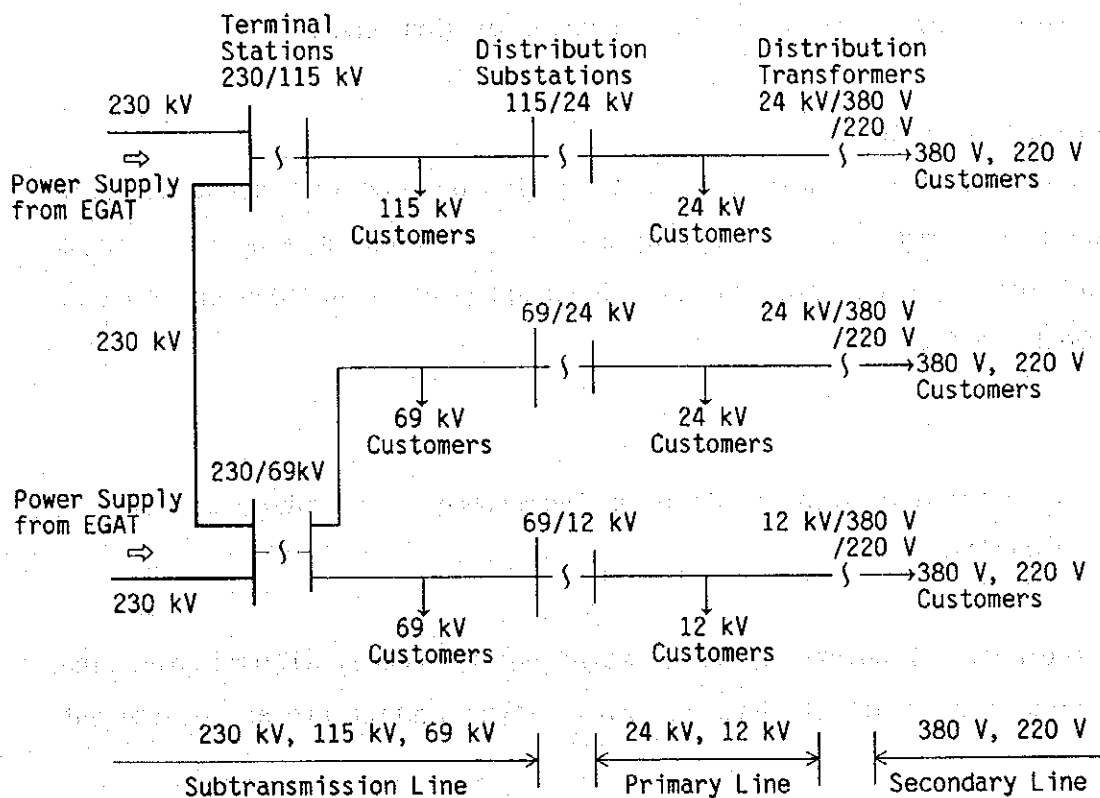 Terminal
Stations
230/115 kV
Distribution
Substations
115/24 kV
Distribution
Transformers
24 kV/380 V
/220 V
230 kV
Power Supply
from EGAT
380 V, 220 V
Customers
115 kV
Customers
24 kV
Customers
230 kV
69/24 kV
24 kV/380 V
/220 V
380 V, 220 V
Customers
69 kV
Customers
24 kV
Customers
230/69kV
Power Supply
from EGAT
230 kV
69/12 kV
12 kV/380 V
/220 V
380 V, 220 V
Customers
69 kV
Customers
12 kV
Customers
230 kV, 115 kV, 69 kV
24 kV, 12 kV
380 V, 220 V
Subtransmission Line
Primary Line
Secondary Line